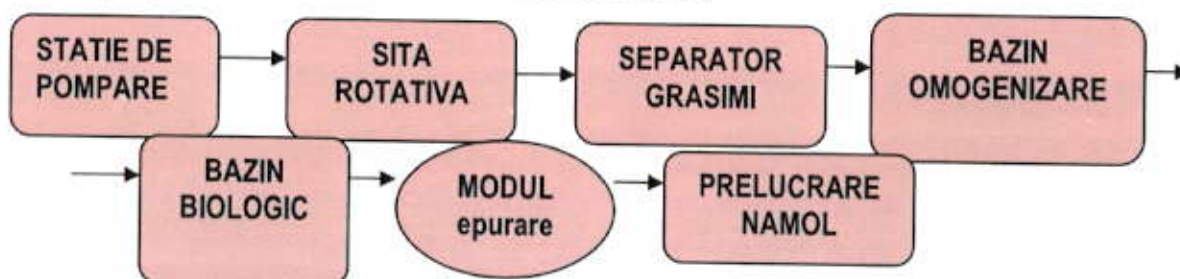 STATIE DE
POMPARE
SITA
ROTATIVA
SEPARATOR
GRASIMI
BAZIN
OMOGENIZARE
BAZIN
BIOLOGIC
MODUL
epurare
PRELUCRARE
NAMOL